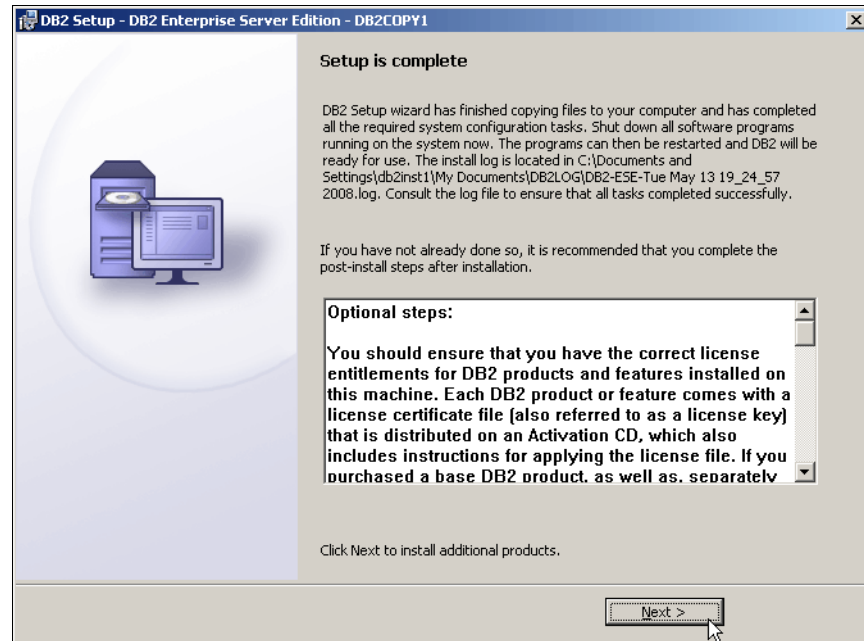 DB2 Setup - DB2 Enterprise Server Edition - DB2COPY1
Setup is complete
DB2 Setup wizard has finished copying files to your computer and has completed
all the required system configuration tasks. Shut down all software programs
running on the system now. The programs can then be restarted and DB2 will be
ready for use. The install log is located in C:\Documents and
Settings\db2inst1\My Documents\DB2LOG\DB2-ESE-Tue May 13 19_24_57
2008.log. Consult the log file to ensure that all tasks completed successfully.
If you have not already done so, it is recommended that you complete the
post-install steps after installation.
Optional steps:
You should ensure that you have the correct license
entitlements for DB2 products and features installed on
this machine. Each DB2 product or feature comes with a
license certificate file (also referred to as a license key)
that is distributed on an Activation CD, which also
includes instructions for applying the license file. If you
purchased a base DB2 product, as well as, separately
Click Next to install additional products.
Next >